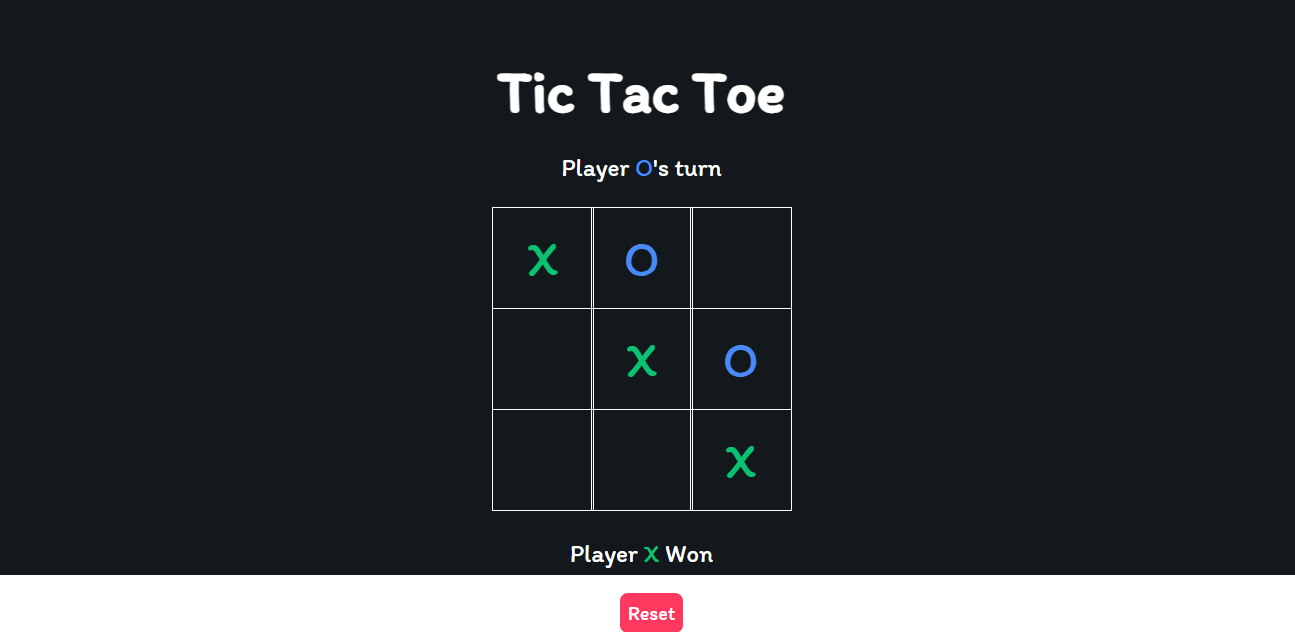 Tic Tac Toe
Player O's turn
X O
X O
X
Player X Won
Reset